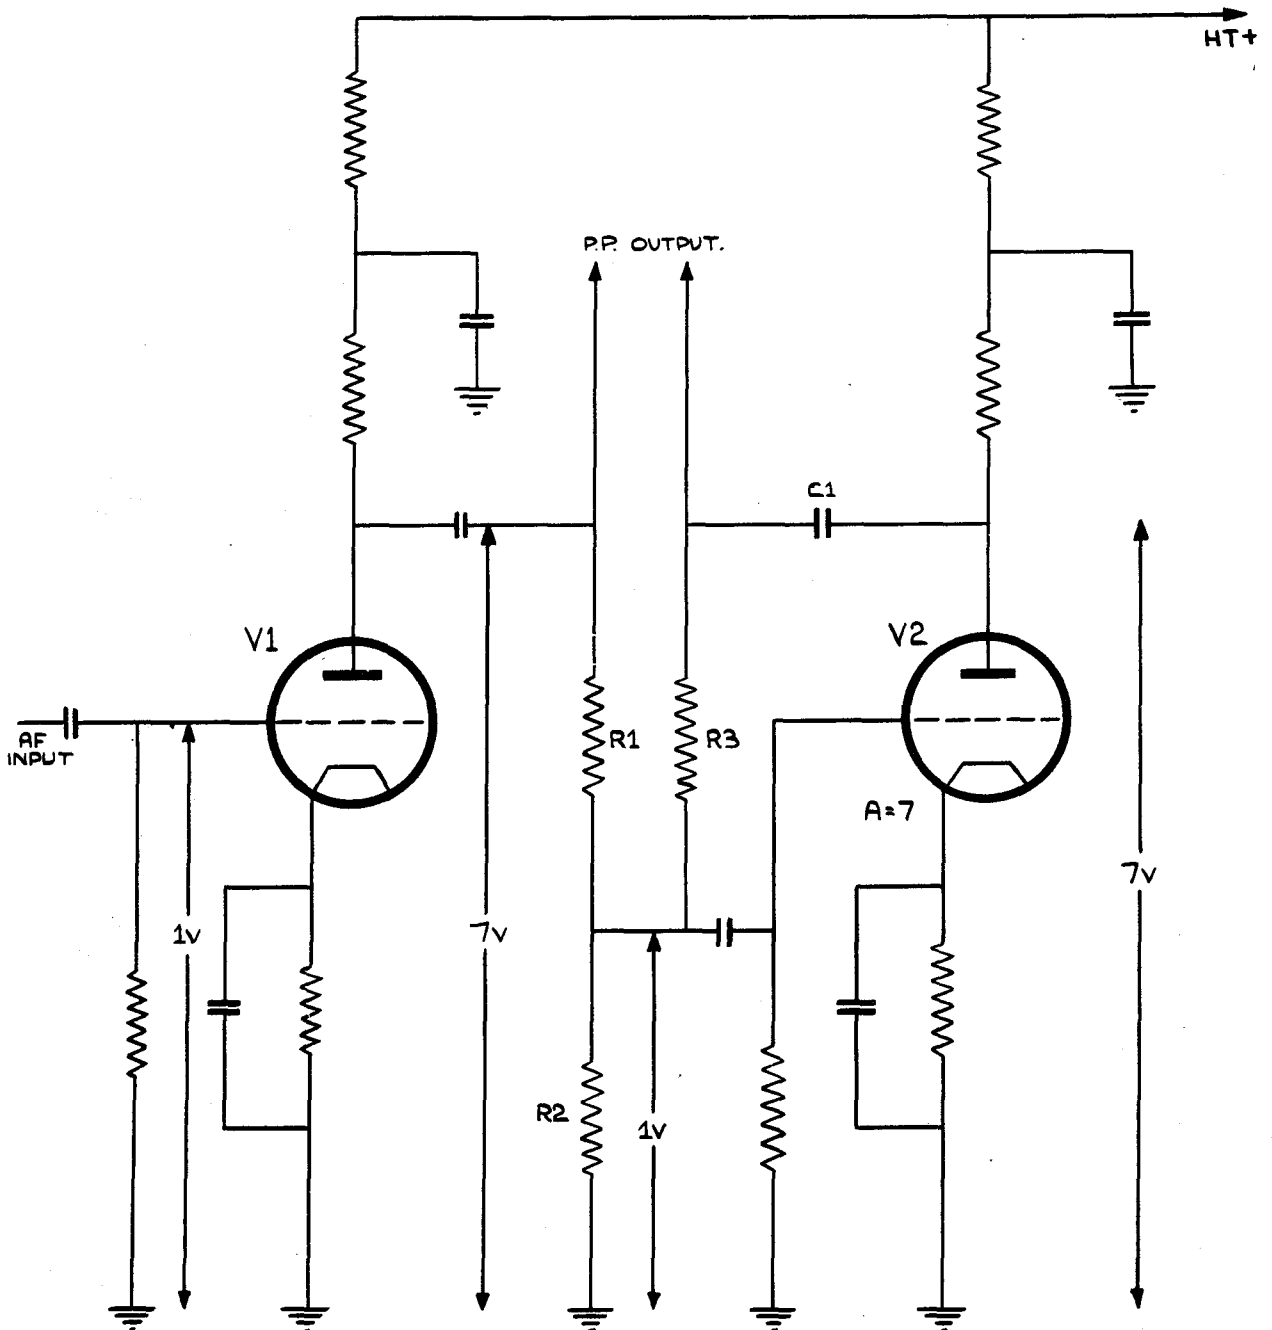 HT+
P.P. OUTPUT.
C1
V1
V2
AF
INPUT
R1
R3
A=7
7v
1v
7v
R2
1v